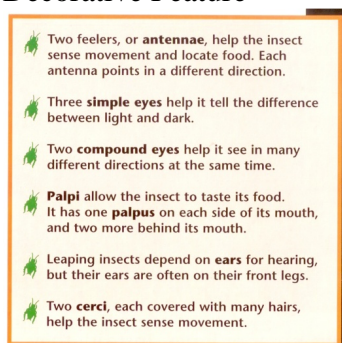 Two feelers, or antennae, help the insect
sense movement and locate food. Each
antenna points in a different direction.
Three simple eyes help it tell the difference
between light and dark.
Two compound eyes help it see in many
different directions at the same time.
Palpi allow the insect to taste its food.
It has one palpus on each side of its mouth,
and two more behind its mouth.
Leaping insects depend on ears for hearing,
but their ears are often on their front legs.
Two cerci, each covered with many hairs,
help the insect sense movement.